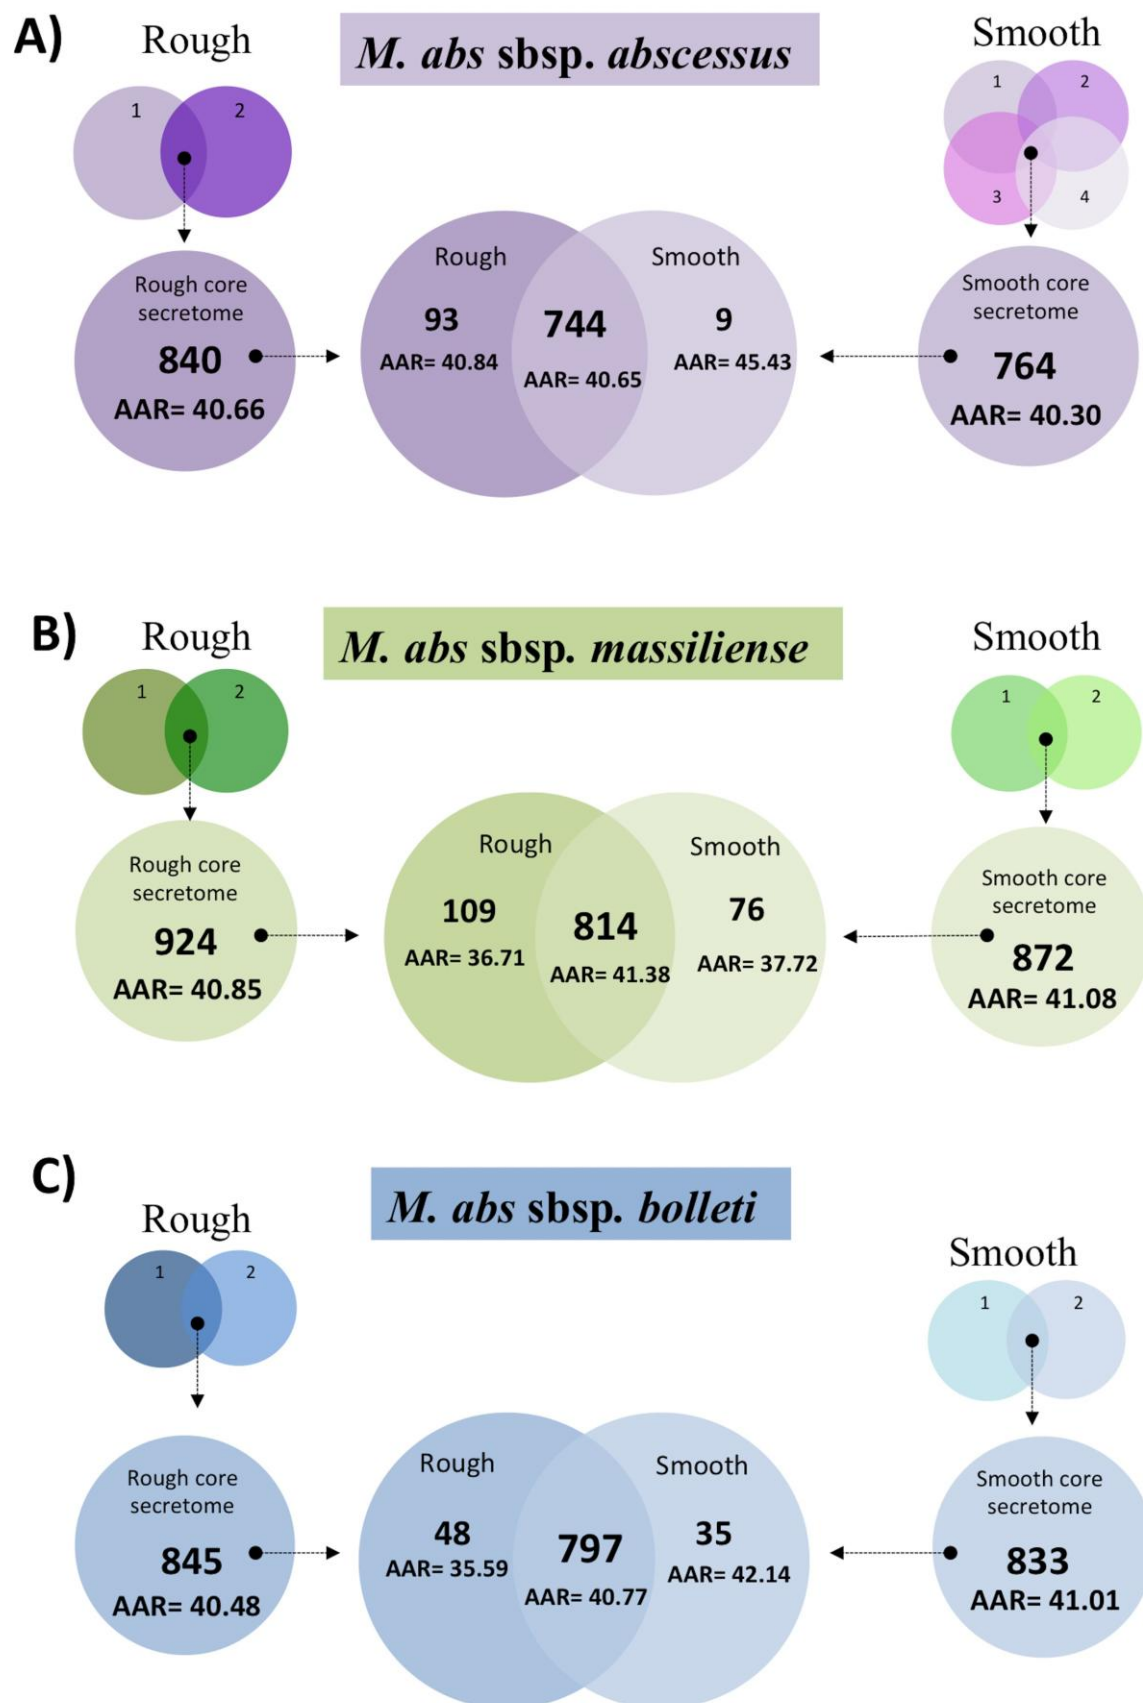 A)
Rough
M. abs sbsp. abscessus
Smooth
1
2
1
2
3
4
Rough core
secretome
840
AAR= 40.66
Rough
93
AAR= 40.84
744
AAR= 40.65
Smooth
9
AAR= 45.43
Smooth core
secretome
764
AAR= 40.30
B)
Rough
M. abs sbsp. massiliense
Smooth
1
2
1
2
Rough core
secretome
924
AAR= 40.85
Rough
109
AAR= 36.71
814
AAR= 41.38
Smooth
76
AAR= 37.72
Smooth core
secretome
872
AAR= 41.08
C)
Rough
M. abs sbsp. bolleti
Smooth
1
2
1
2
Rough core
secretome
845
AAR= 40.48
Rough
48
AAR= 35.59
797
AAR= 40.77
Smooth
35
AAR= 42.14
Smooth core
secretome
833
AAR= 41.01